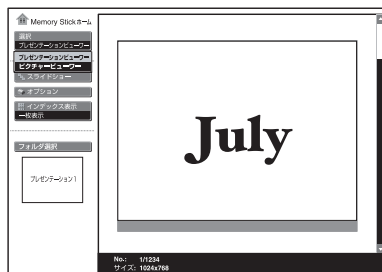 Memory Stickホーム
選択
プレゼンテーションビューワー
プレゼンテーションビューワー
ピクチャービューワー
スライドショー
オプション
インデックス表示
一枚表示
フォルダ選択
プレゼンテーション1
July
No.: 1/1234
サイズ: 1024x768